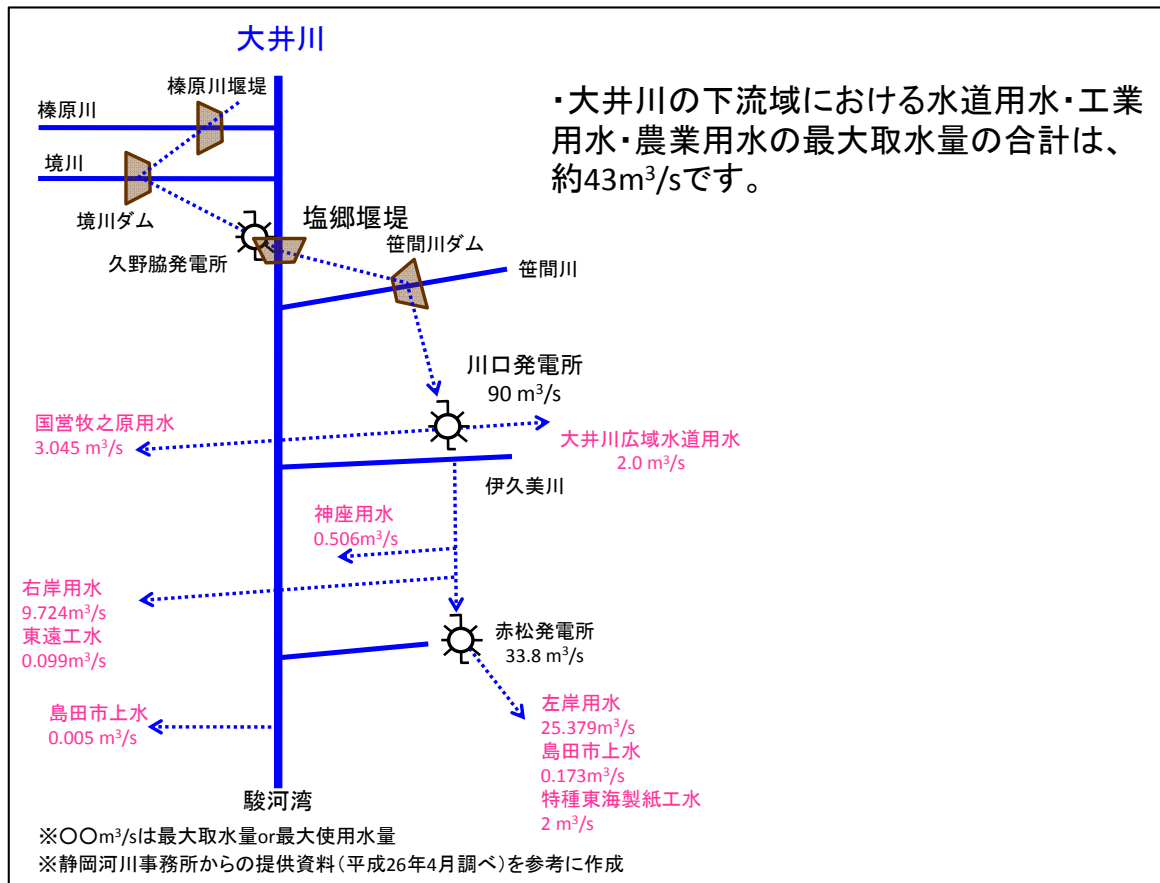 大井川
榛原川堰堤
榛原川
境川
境川ダム
久野脇発電所
塩郷堰堤
笹間川ダム
笹間川
・大井川の下流域における水道用水・工業
用水・農業用水の最大取水量の合計は、
約43m³/sです。
川口発電所
90 m³/s
国営牧之原用水
3.045 m³/s
大井川広域水道用水
2.0 m³/s
伊久美川
神座用水
0.506m³/s
右岸用水
9.724m³/s
東遠工水
0.099m³/s
赤松発電所
33.8 m³/s
島田市上水
0.005 m³/s
左岸用水
25.379m³/s
島田市上水
0.173m³/s
特種東海製紙工水
2 m³/s
駿河湾
※〇〇m³/sは最大取水量or最大使用水量
※静岡河川事務所からの提供資料(平成26年4月調べ)を参考に作成